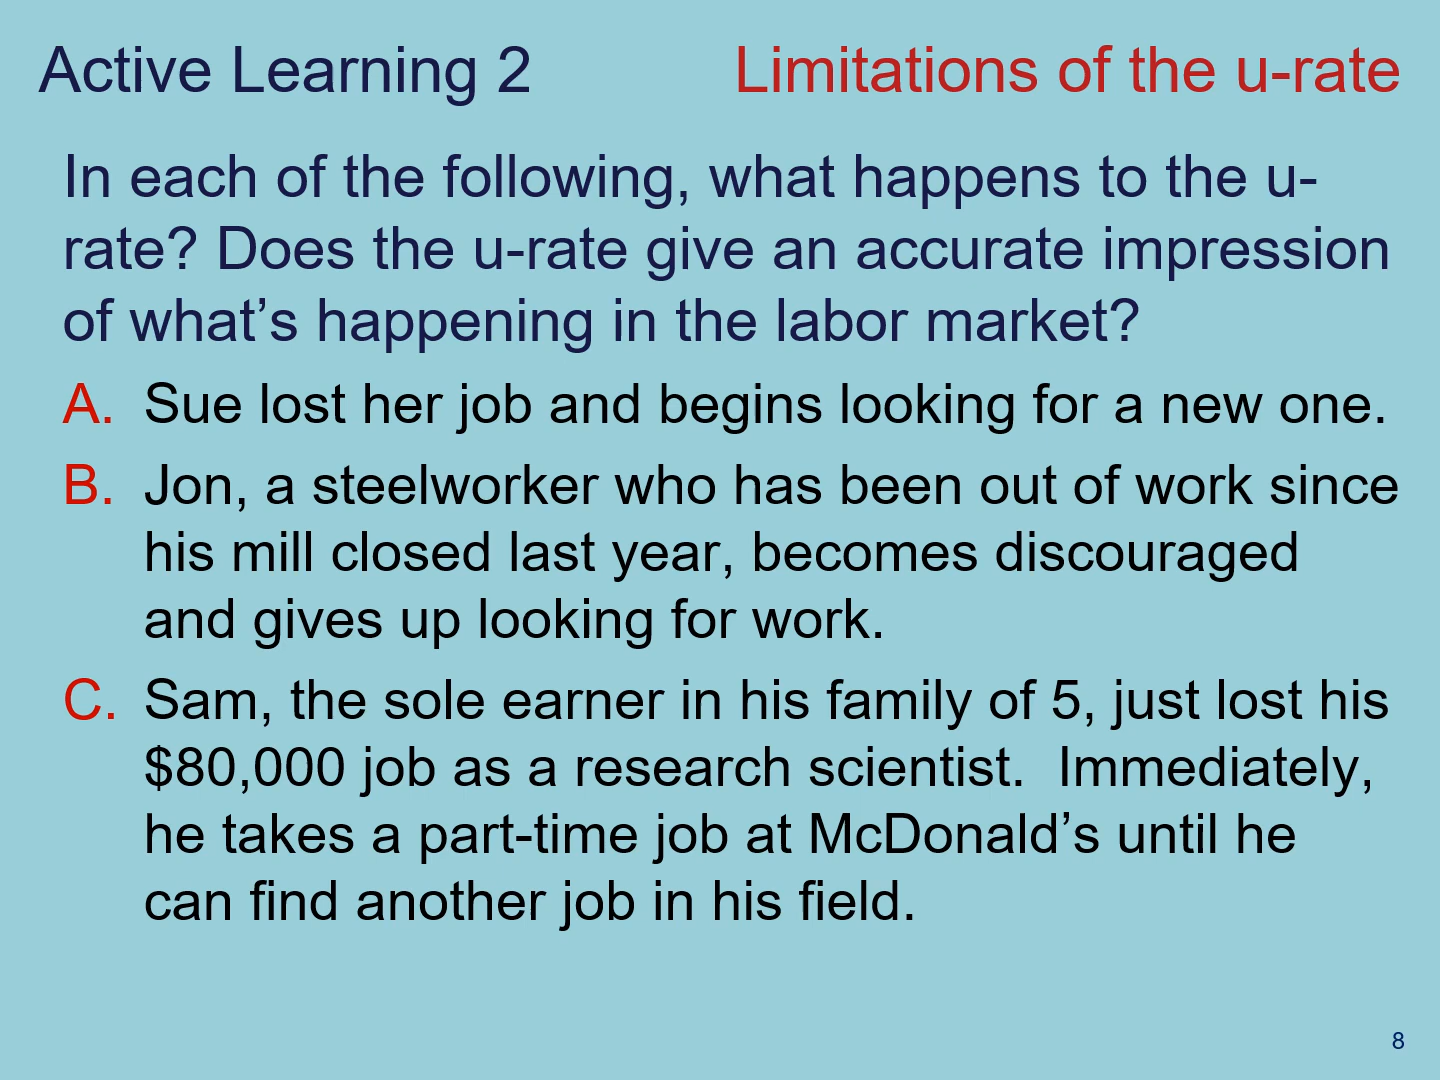 Active Learning 2 Limitations of the u-rate
In each of the following, what happens to the u-
rate? Does the u-rate give an accurate impression
of what’s happening in the labor market?
A. Sue lost her job and begins looking for a new one.
B. Jon, a steelworker who has been out of work since
his mill closed last year, becomes discouraged
and gives up looking for work.
C. Sam, the sole earner in his family of 5, just lost his
$80,000 job as a research scientist.  Immediately,
he takes a part-time job at McDonald’s until he
can find another job in his field.
8